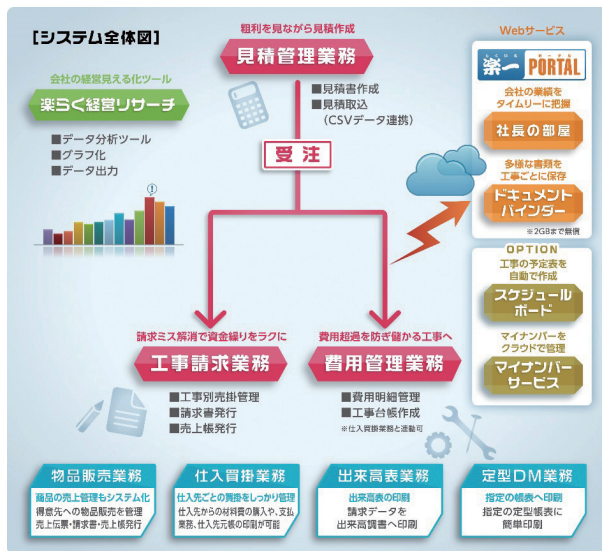 [システム全体図]
粗利を見ながら見積作成
見積管理業務
■見積書作成
■見積取込
(CSVデータ連携)
受注
会社の経営見える化ツール
楽らく経営リサーチ
■データ分析ツール
■グラフ化
■データ出力
Webサービス
楽一 PORTAL
会社の業績を
タイムリーに把握
社長の部屋
多様な書類を
工事ごとに保存
ドキュメント
バインダー
※2GBまで無償
OPTION
工事の予定表を
自動で作成
スケジュール
ボード
マイナンバーを
クラウドで管理
マイナンバー
サービス
請求ミス解消で資金繰りをラクに
工事請求業務
■工事別売掛管理
■請求書発行
■売上帳発行
費用超過を防ぎ儲かる工事へ
費用管理業務
■費用明細管理
■工事台帳作成
※仕入買掛業務と連動可
物品販売業務
商品の売上管理もシステム化
得意先への物品販売を管理
売上伝票・請求書・売上帳発行
仕入買掛業務
仕入先ごとの買掛をしっかり管理
仕入先からの材料費の購入や、支払
業務、仕入先元帳の印刷が可能
出来高表業務
出来高表の印刷
請求データを
出来高調書へ印刷
定型DM業務
指定の帳表へ印刷
指定の定型帳表に
簡単印刷